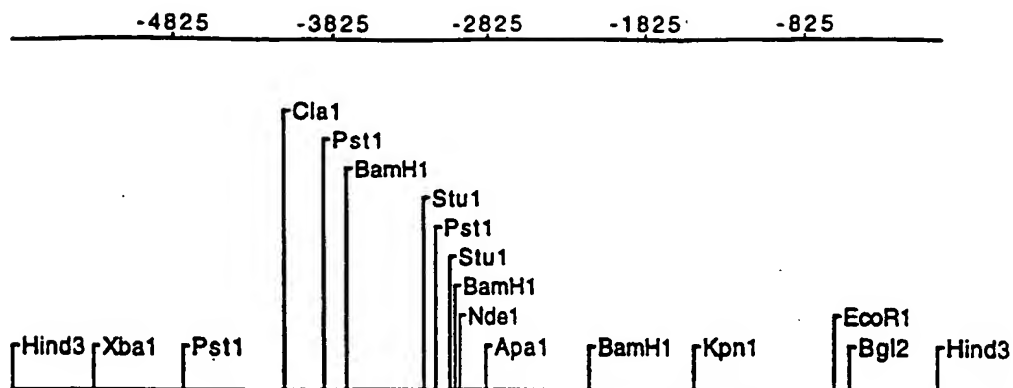 -4825 -3825 -2825 -1825 -825
Cla1
Pst1
BamH1
Stu1
Pst1
Stu1
BamH1
Nde1
EcoR1
Hind3 Xba1 Pst1 Apa1 BamH1 Kpn1 Bgl2 Hind3